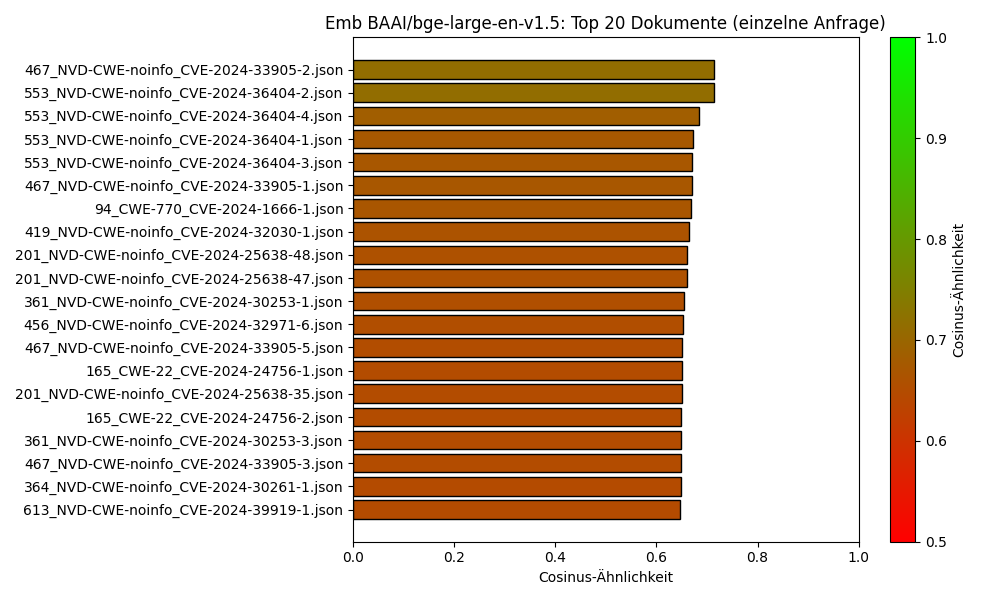 Emb BAAI/bge-large-en-v1.5: Top 20 Dokumente (einzelne Anfrage)
467_NVD-CWE-noinfo_CVE-2024-33905-2.json
553_NVD-CWE-noinfo_CVE-2024-36404-2.json
553_NVD-CWE-noinfo_CVE-2024-36404-4.json
553_NVD-CWE-noinfo_CVE-2024-36404-1.json
553_NVD-CWE-noinfo_CVE-2024-36404-3.json
467_NVD-CWE-noinfo_CVE-2024-33905-1.json
94_CWE-770_CVE-2024-1666-1.json
419_NVD-CWE-noinfo_CVE-2024-32030-1.json
201_NVD-CWE-noinfo_CVE-2024-25638-48.json
201_NVD-CWE-noinfo_CVE-2024-25638-47.json
361_NVD-CWE-noinfo_CVE-2024-30253-1.json
456_NVD-CWE-noinfo_CVE-2024-32971-6.json
467_NVD-CWE-noinfo_CVE-2024-33905-5.json
165_CWE-22_CVE-2024-24756-1.json
201_NVD-CWE-noinfo_CVE-2024-25638-35.json
165_CWE-22_CVE-2024-24756-2.json
361_NVD-CWE-noinfo_CVE-2024-30253-3.json
467_NVD-CWE-noinfo_CVE-2024-33905-3.json
364_NVD-CWE-noinfo_CVE-2024-30261-1.json
613_NVD-CWE-noinfo_CVE-2024-39919-1.json
0.0 0.2 0.4 0.6 0.8 1.0
Cosinus-Ähnlichkeit
1.0
0.9
0.8
0.7
0.6
0.5
Cosinus-Ähnlichkeit